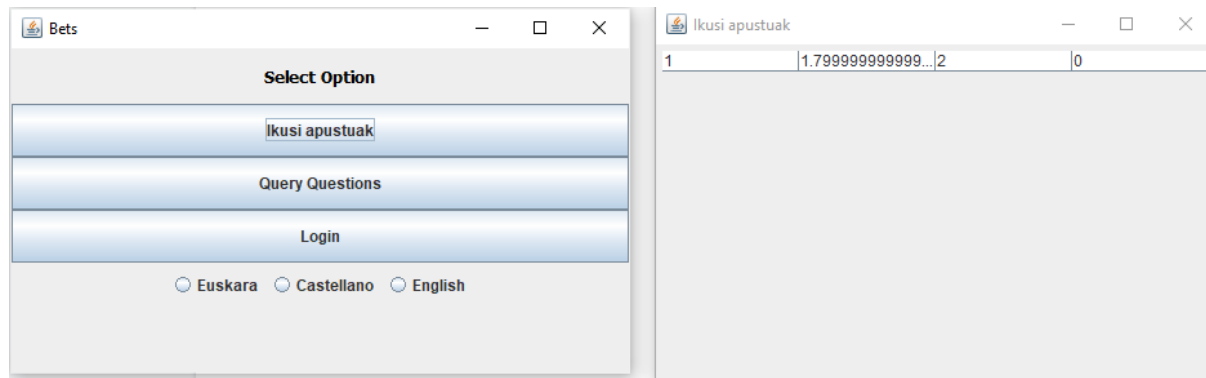 Bets
Select Option
Ikusi apustuak
Query Questions
Login
Euskara Castellano English
Ikusi apustuak
1 1.799999999999... 2 0